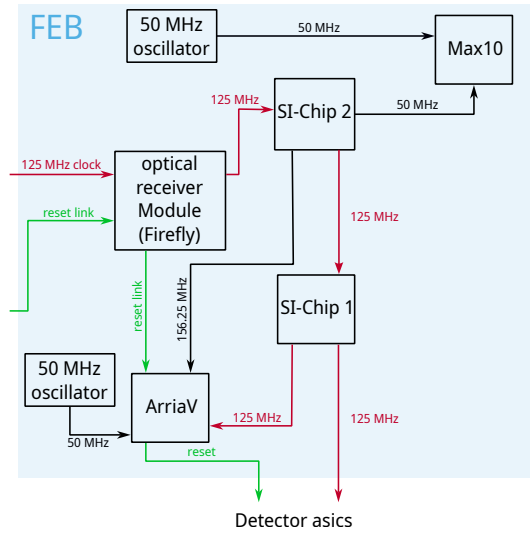 FEB
50 MHz
oscillator
50 MHz
Max10
125 MHz
SI-Chip 2
50 MHz
125 MHz clock
optical
receiver
Module
(Firefly)
reset link
125 MHz
reset link
156.25 MHz
SI-Chip 1
50 MHz
oscillator
ArriaV
125 MHz
125 MHz
50 MHz
reset
Detector asics